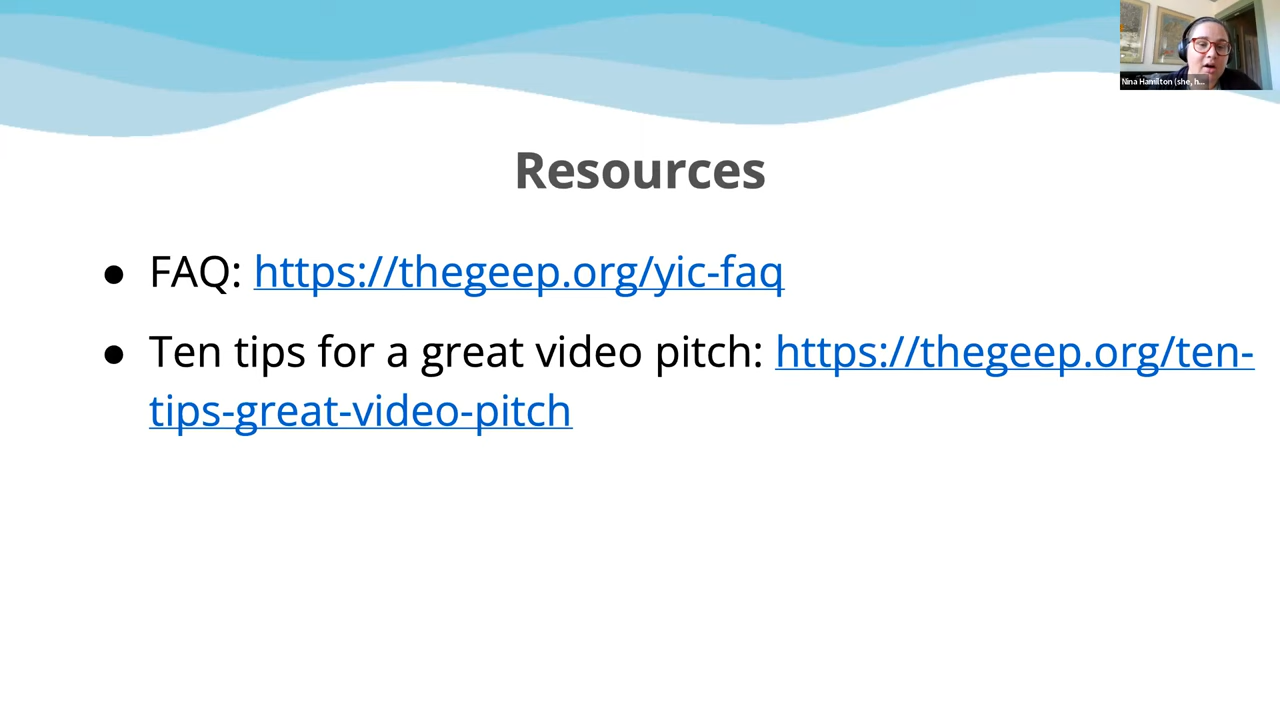 Nina Hamilton (she, h...
Resources
● FAQ: https://thegeep.org/yic-faq
● Ten tips for a great video pitch: https://thegeep.org/ten-
tips-great-video-pitch